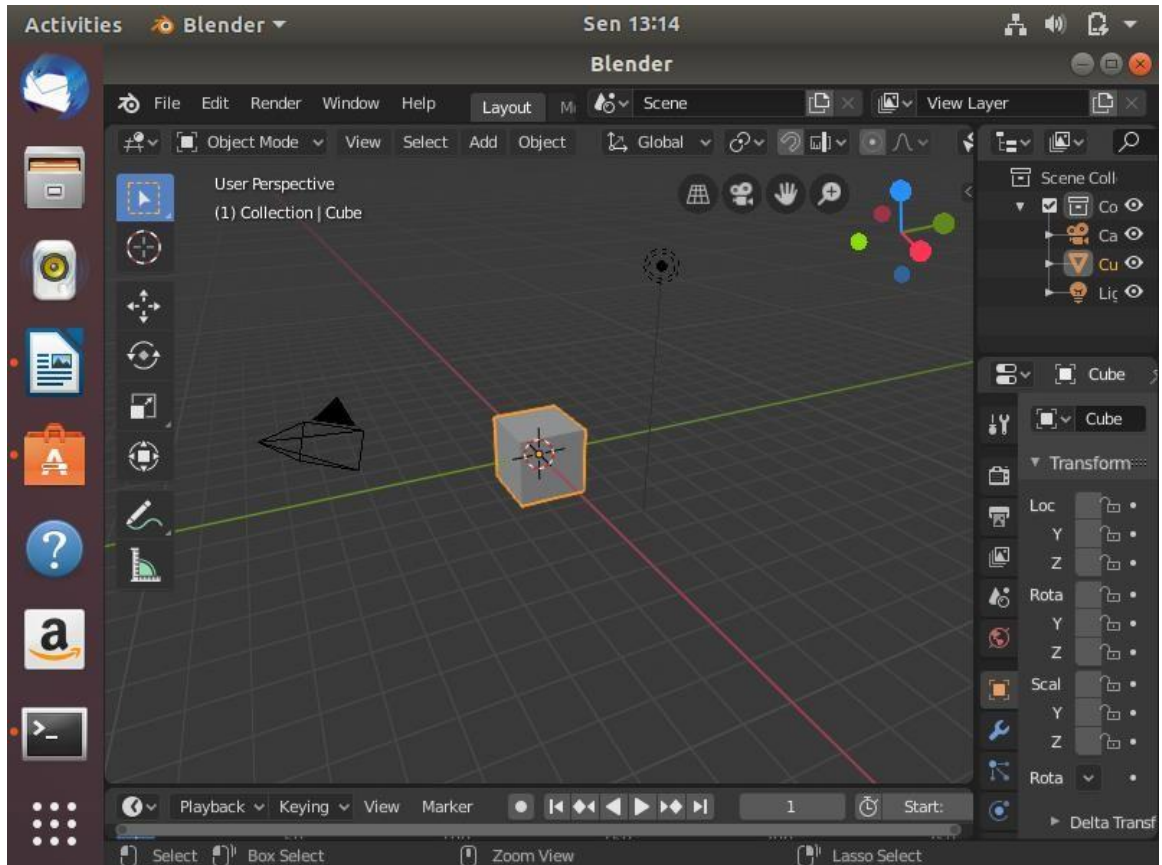 Activities Blender Sen 13:14
Blender
File Edit Render Window Help Layout Scene View Layer
Object Mode View Select Add Object Global
User Perspective
(1) Collection | Cube
Scene Coll
Co
Ca
Cu
Lig
Cube
Cube
Transform
Loc
Y
Z
Rota
Y
Z
Scal
Y
Z
Rota
Delta Transf
Playback Keying View Marker 1 Start:
Select Box Select Zoom View Lasso Select